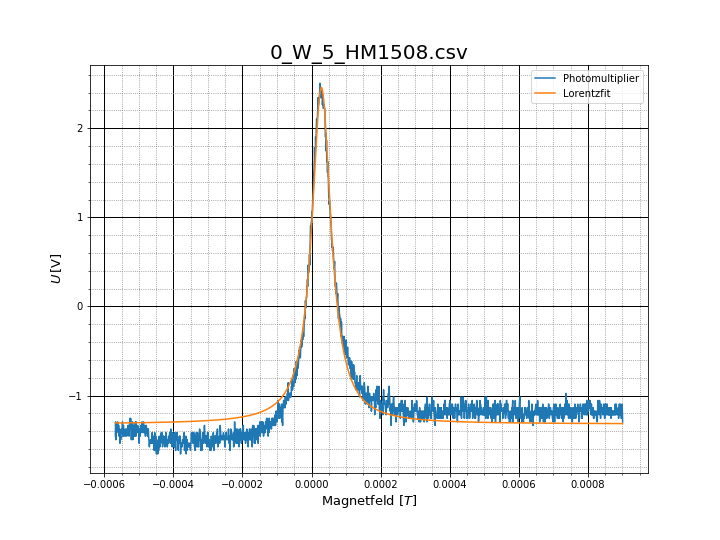 0_W_5_HM1508.csv
Photomultiplier
Lorentzfit
U [V]
2
1
0
−1
−0.0006 −0.0004 −0.0002 0.0000 0.0002 0.0004 0.0006 0.0008
Magnetfeld [T]